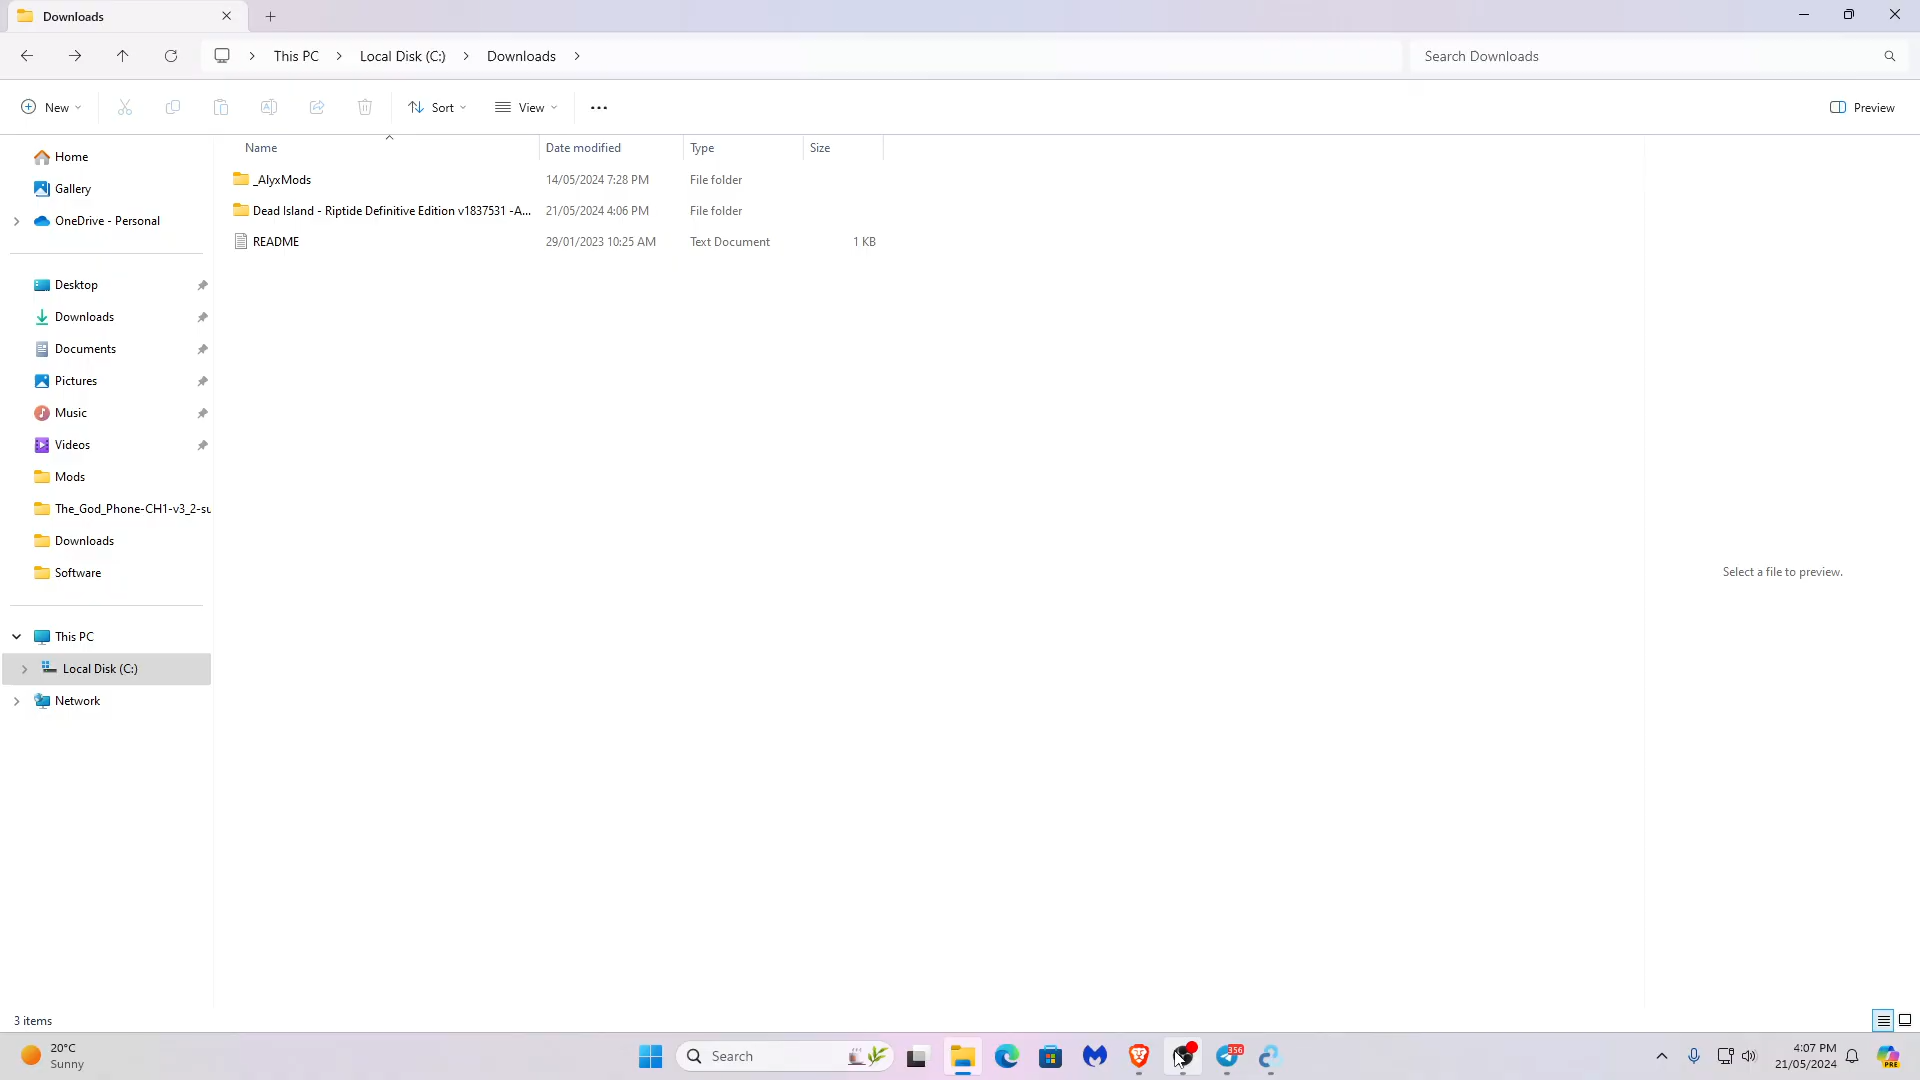 Downloads
This PC
Local Disk (C:)
Downloads
Search Downloads
New
Sort
View
Preview
Name
Date modified
Type
Size
_AlyxMods
14/05/2024 7:28 PM
File folder
Dead Island - Riptide Definitive Edition v1837531 -A...
21/05/2024 4:06 PM
File folder
README
29/01/2023 10:25 AM
Text Document
1 KB
Home
Gallery
OneDrive - Personal
Desktop
Downloads
Documents
Pictures
Music
Videos
Mods
The_God_Phone-CH1-v3_2-su
Downloads
Software
This PC
Local Disk (C:)
Network
Select a file to preview.
3 items
20°C
Sunny
Search
356
4:07 PM
21/05/2024
PRE